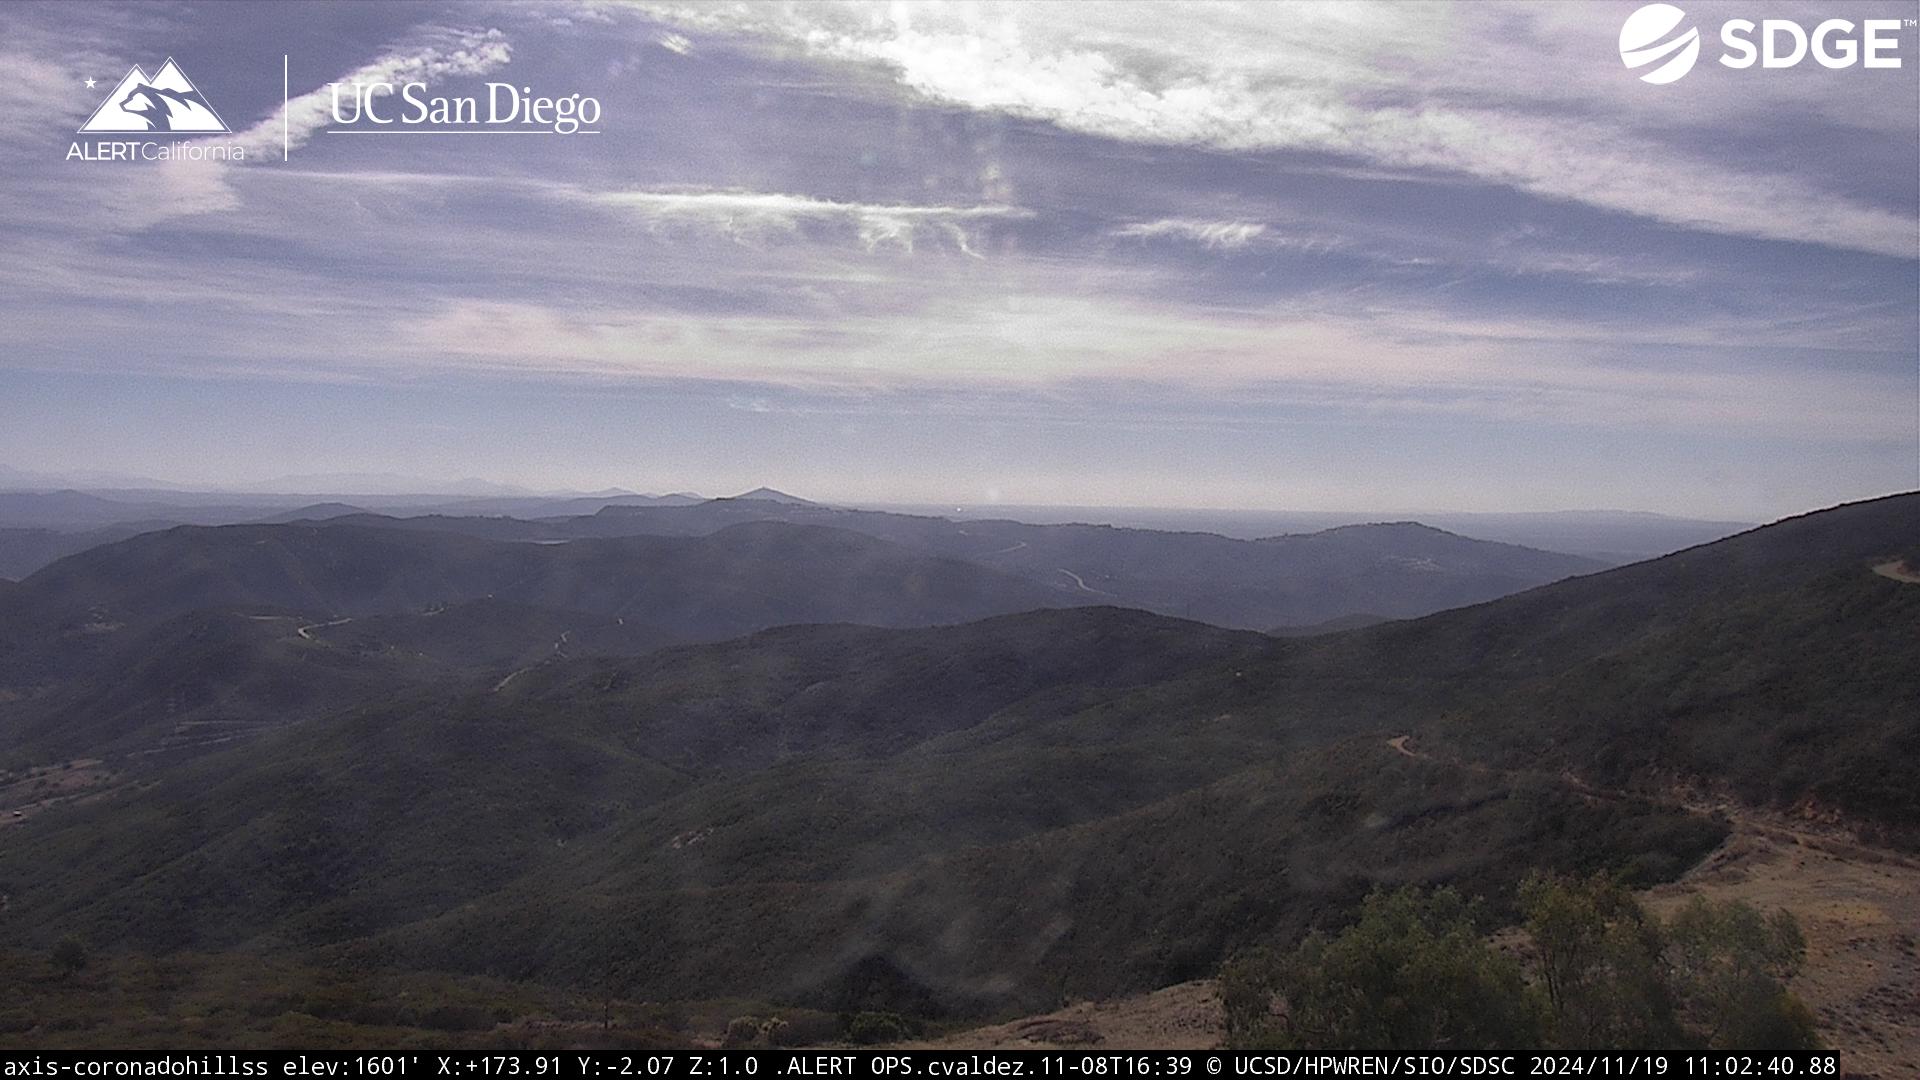 ALERTCalifornia
UC San Diego
SDGE™
axis-coronadohillss elev:1601' X:+173.91 Y:-2.07 Z:1.0 .ALERT OPS.cvaldez.11-08T16:39 © UCSD/HPWREN/SIO/SDSC 2024/11/19 11:02:40.88